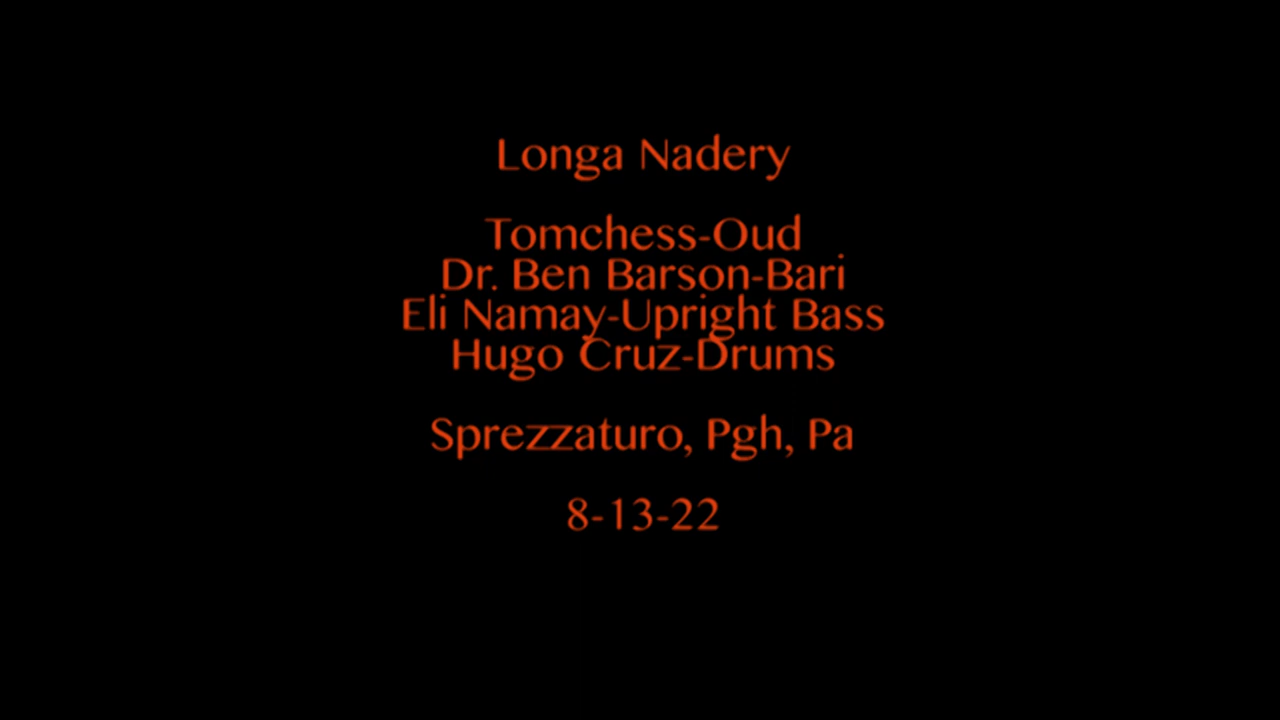 Longa Nadery
Tomchess-Oud
Dr. Ben Barson-Bari
Eli Namay-Upright Bass
Hugo Cruz-Drums
Sprezzaturo, Pgh, Pa
8-13-22